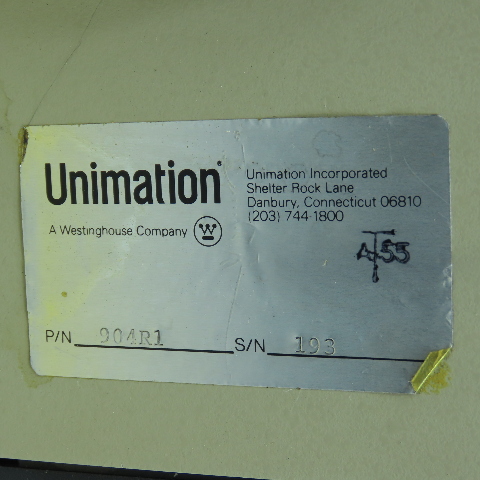 Unimation
A Westinghouse Company
Unimation Incorporated
Shelter Rock Lane
Danbury, Connecticut 06810
(203) 744-1800
P/N 904R1 S/N 193